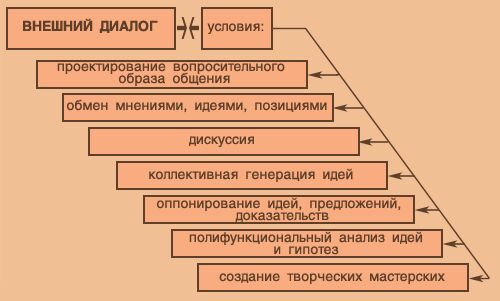 ВНЕШНИЙ ДИАЛОГ
условия:
проектирование вопросительного
образа общения
обмен мнениями, идеями, позициями
дискуссия
коллективная генерация идей
оппонирование идей, предложений,
доказательств
полифункциональный анализ идей
и гипотез
создание творческих мастерских